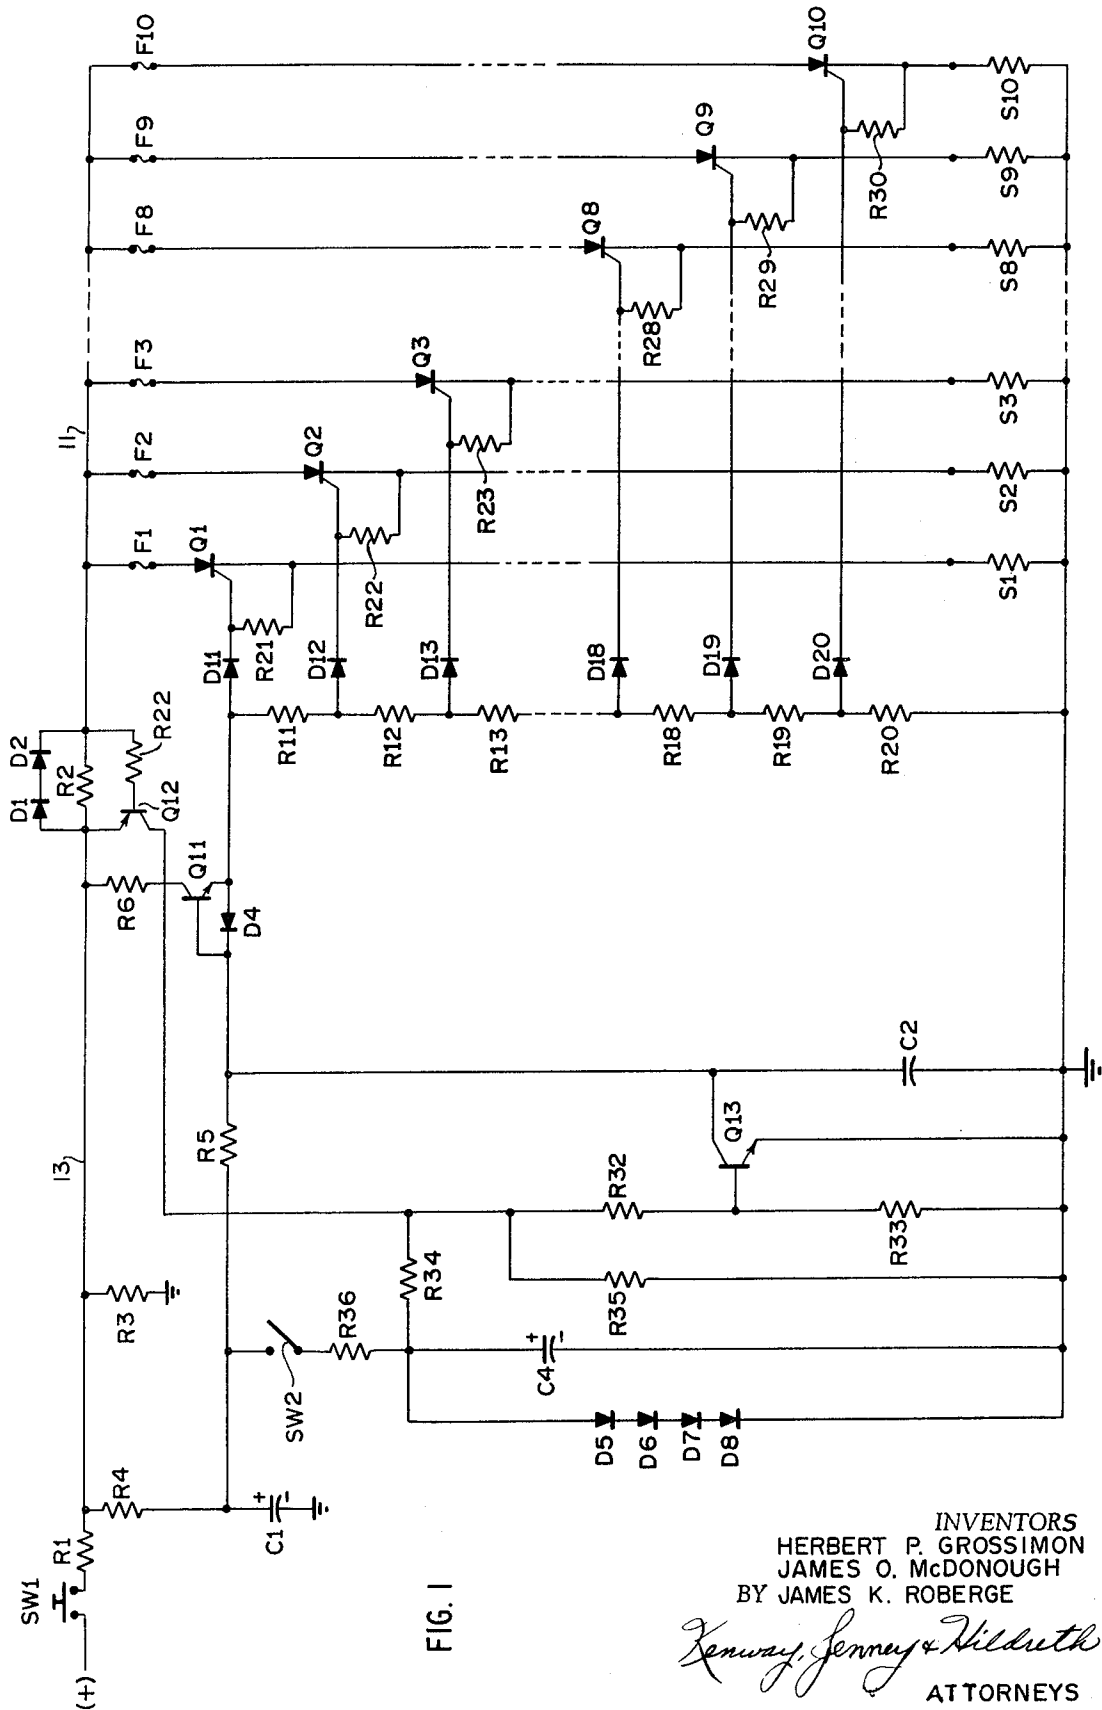 (+)
SW1
R1
R4
C1
+
-
R3
13
SW2
R36
R34
R5
C4
+
-
D5
D6
D7
D8
R35
R32
R33
Q13
C2
R6
Q11
D4
D1
D2
R2
Q12
R22
11
F1
F2
F3
F8
F9
F10
Q1
Q2
Q3
Q8
Q9
Q10
D11
D12
D13
D18
D19
D20
R21
R22
R23
R28
R29
R30
R11
R12
R13
R18
R19
R20
S1
S2
S3
S8
S9
S10
FIG. 1
INVENTORS
HERBERT P. GROSSIMON
JAMES O. McDONOUGH
BY JAMES K. ROBERGE
Kenway, Jenney & Hildreth
ATTORNEYS